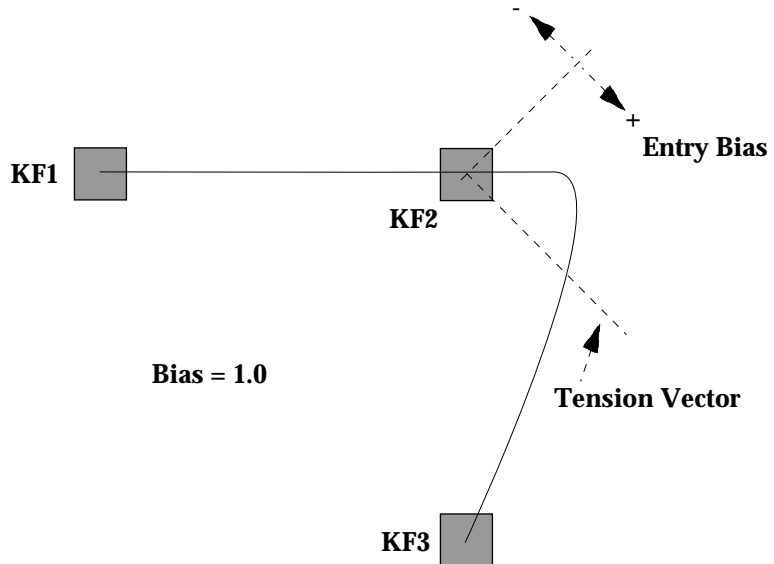 -
+
Entry Bias
KF1
KF2
Bias = 1.0
Tension Vector
KF3